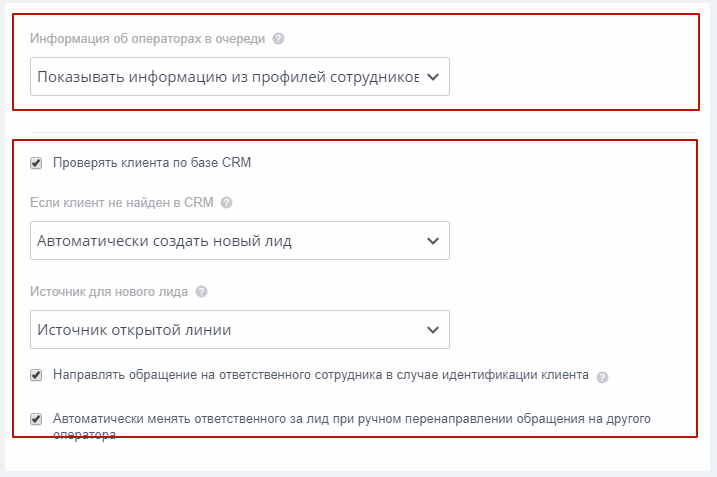 Информация об операторах в очереди ?
Показывать информацию из профилей сотрудников
Проверять клиента по базе CRM
Если клиент не найден в CRM ?
Автоматически создать новый лид
Источник для нового лида ?
Источник открытой линии
Направлять обращение на ответственного сотрудника в случае идентификации клиента ?
Автоматически менять ответственного за лид при ручном перенаправлении обращения на другого
оператора